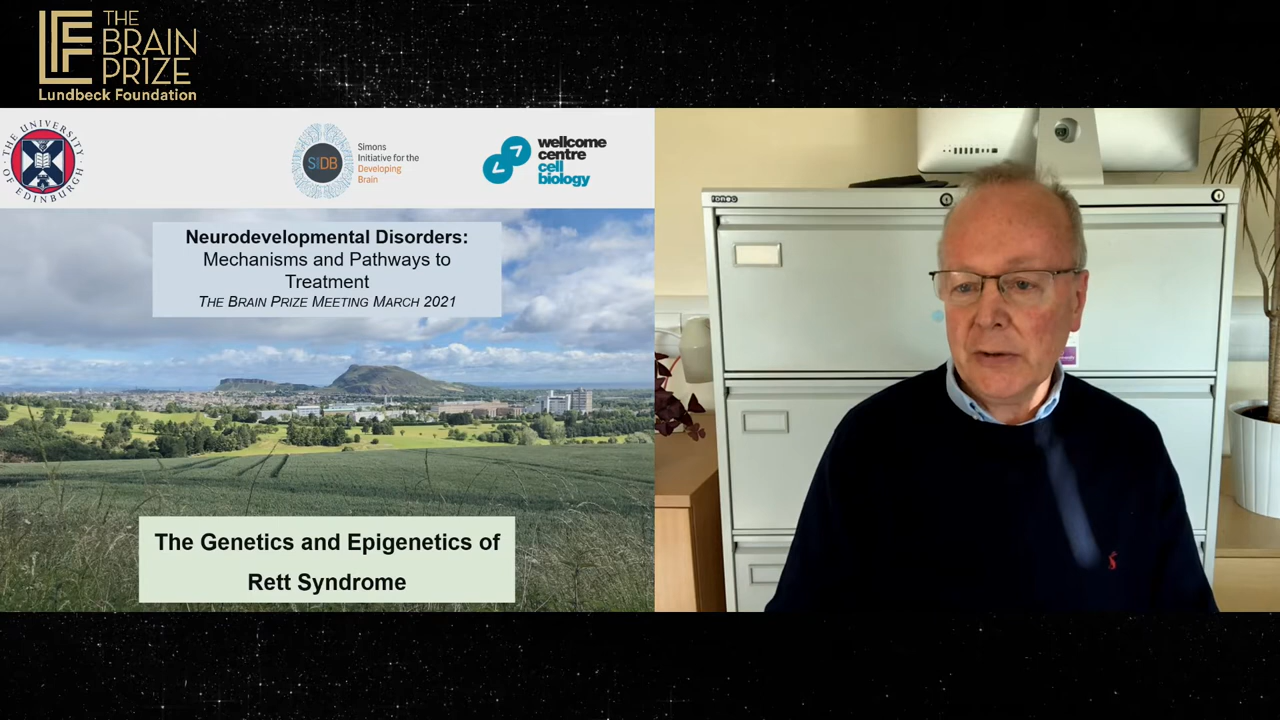 THE
BRAIN
PRIZE
Lundbeck Foundation
THE UNIVERSITY
OF EDINBURGH
SIDB
Simons
Initiative for the
Developing
Brain
wellcome
centre
cell
biology
Neurodevelopmental Disorders:
Mechanisms and Pathways to
Treatment
THE BRAIN PRIZE MEETING MARCH 2021
The Genetics and Epigenetics of
Rett Syndrome